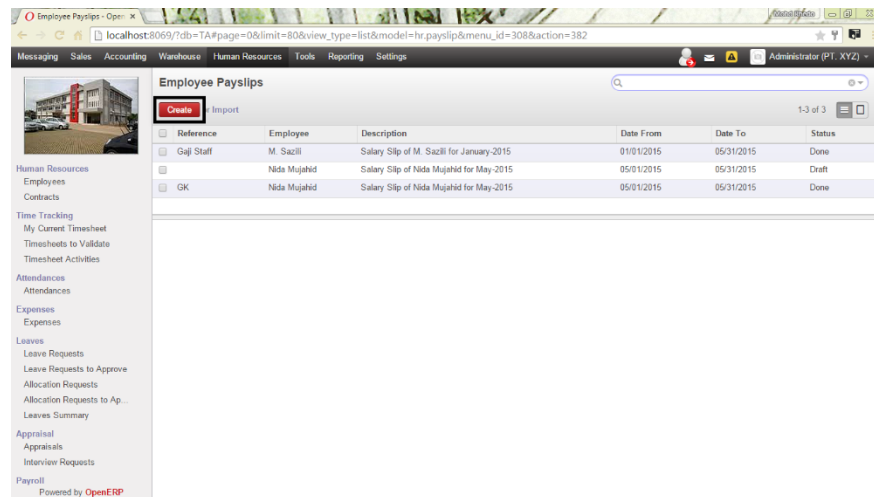 Employee Payslips - Open
localhost:8069/?db=TA#page=0&limit=80&view_type=list&model=hr.payslip&menu_id=308&action=382
Messaging Sales Accounting Warehouse Human Resources Tools Reporting Settings Administrator (PT. XYZ)
Employee Payslips
Create or Import 1-3 of 3
Reference Employee Description Date From Date To Status
Gaji Staff M. Sazili Salary Slip of M. Sazili for January-2015 01/01/2015 05/31/2015 Done
Nida Mujahid Salary Slip of Nida Mujahid for May-2015 05/01/2015 05/31/2015 Draft
GK Nida Mujahid Salary Slip of Nida Mujahid for May-2015 05/01/2015 05/31/2015 Done
Human Resources
Employees
Contracts
Time Tracking
My Current Timesheet
Timesheets to Validate
Timesheet Activities
Attendances
Attendances
Expenses
Expenses
Leaves
Leave Requests
Leave Requests to Approve
Allocation Requests
Allocation Requests to Ap...
Leaves Summary
Appraisal
Appraisals
Interview Requests
Payroll
Powered by OpenERP